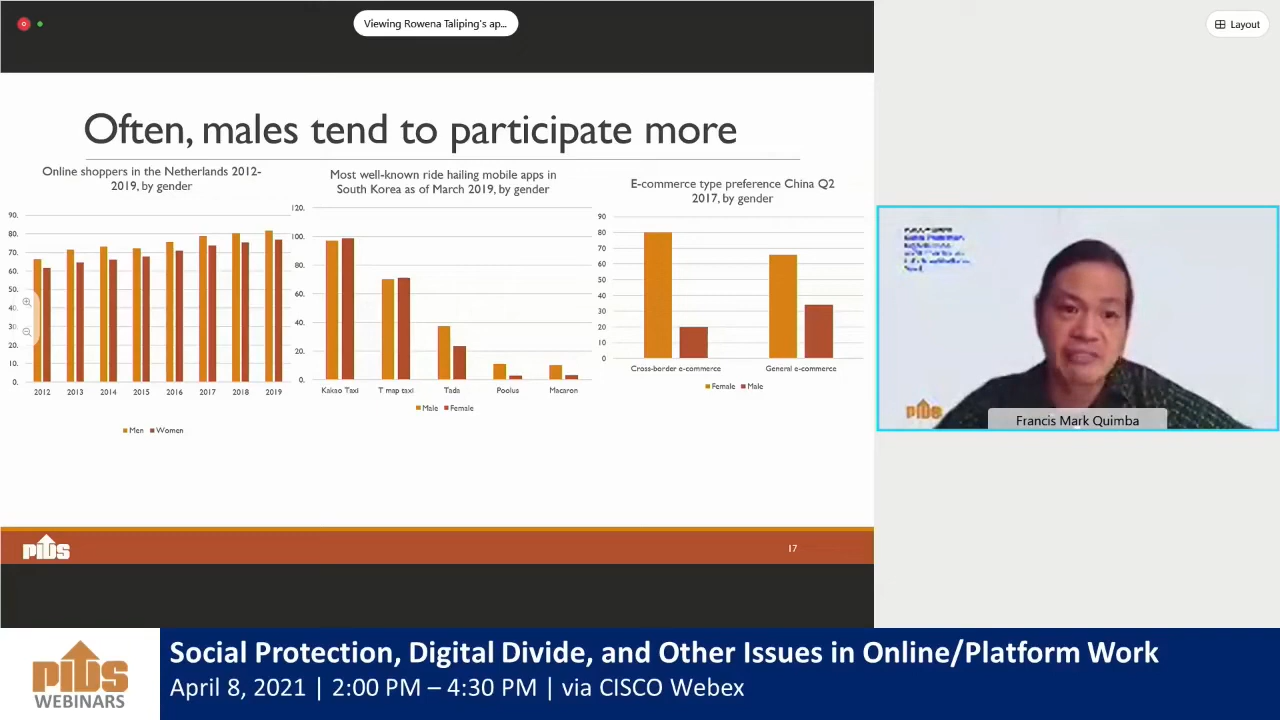 Viewing Rowena Taliping's ap...
Layout
Often, males tend to participate more
Online shoppers in the Netherlands 2012-
2019, by gender
90.
80.
70.
60.
50.
40.
30.
20.
10.
0.
2012 2013 2014 2015 2016 2017 2018 2019
Men Women
Most well-known ride hailing mobile apps in
South Korea as of March 2019, by gender
120.
100.
80.
60.
40.
20.
0.
Kakao Taxi T map taxi Tada Poolus Macaron
Male Female
E-commerce type preference China Q2
2017, by gender
90
80
70
60
50
40
30
20
10
0
Cross-border e-commerce General e-commerce
Female Male
PIDS
17
PIDS
Francis Mark Quimba
PIDS
WEBINARS
Social Protection, Digital Divide, and Other Issues in Online/Platform Work
April 8, 2021 | 2:00 PM – 4:30 PM | via CISCO Webex